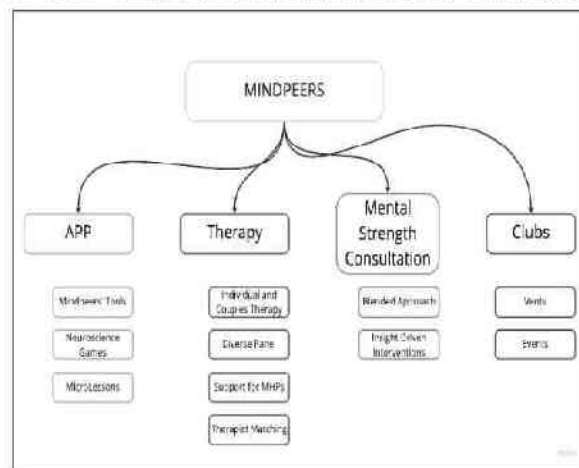 MINDPEERS
APP
Therapy
Mental
Strength
Consultation
Clubs
Mindpeers' Tools
Neuroscience
Games
MicroLessons
Individual and
Couples Therapy
Diverse Pane
Support for MHPs
Therapist Matching
Blended Approach
Insight Driven
Interventions
Vents
Events